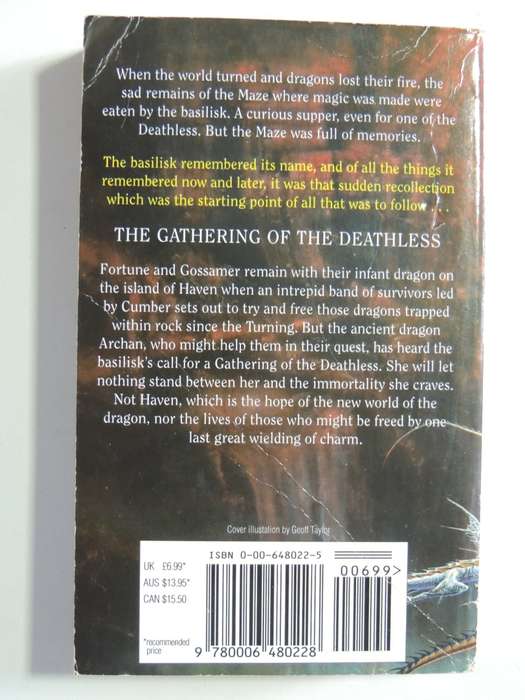 When the world turned and dragons lost their fire, the
sad remains of the Maze where magic was made were
eaten by the basilisk. A curious supper, even for one of the
Deathless. But the Maze was full of memories.
The basilisk remembered its name, and of all the things it
remembered now and later, it was that sudden recollection
which was the starting point of all that was to follow . . .
THE GATHERING OF THE DEATHLESS
Fortune and Gossamer remain with their infant dragon on
the island of Haven when an intrepid band of survivors led
by Cumber sets out to try and free those dragons trapped
within rock since the Turning. But the ancient dragon
Archan, who might help them in their quest, has heard the
basilisk's call for a Gathering of the Deathless. She will let
nothing stand between her and the immortality she craves.
Not Haven, which is the hope of the new world of the
dragon, nor the lives of those who might be freed by one
last great wielding of charm.
Cover illustation by Geoff Taylor
ISBN 0-00-648022-5
UK £6.99*
AUS $13.95*
CAN $15.50
*recommended
price
00699>
9 780006 480228